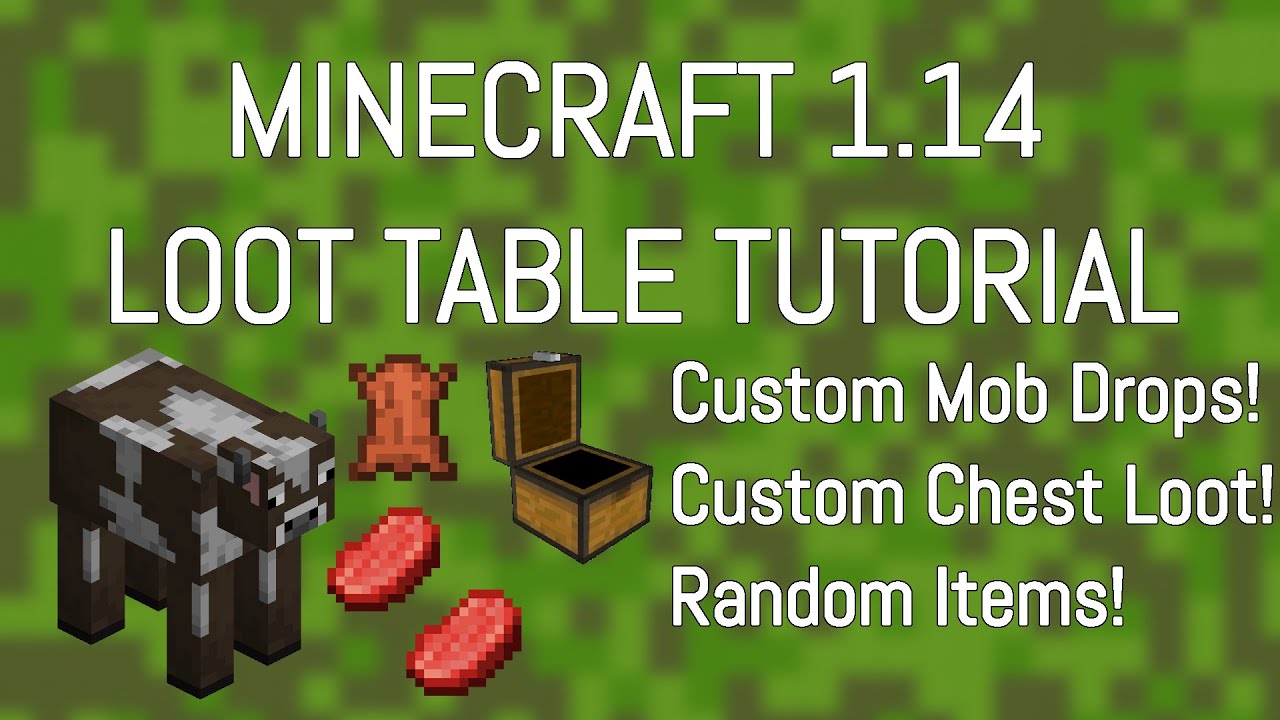 MINECRAFT 1.14
LOOT TABLE TUTORIAL
Custom Mob Drops!
Custom Chest Loot!
Random Items!